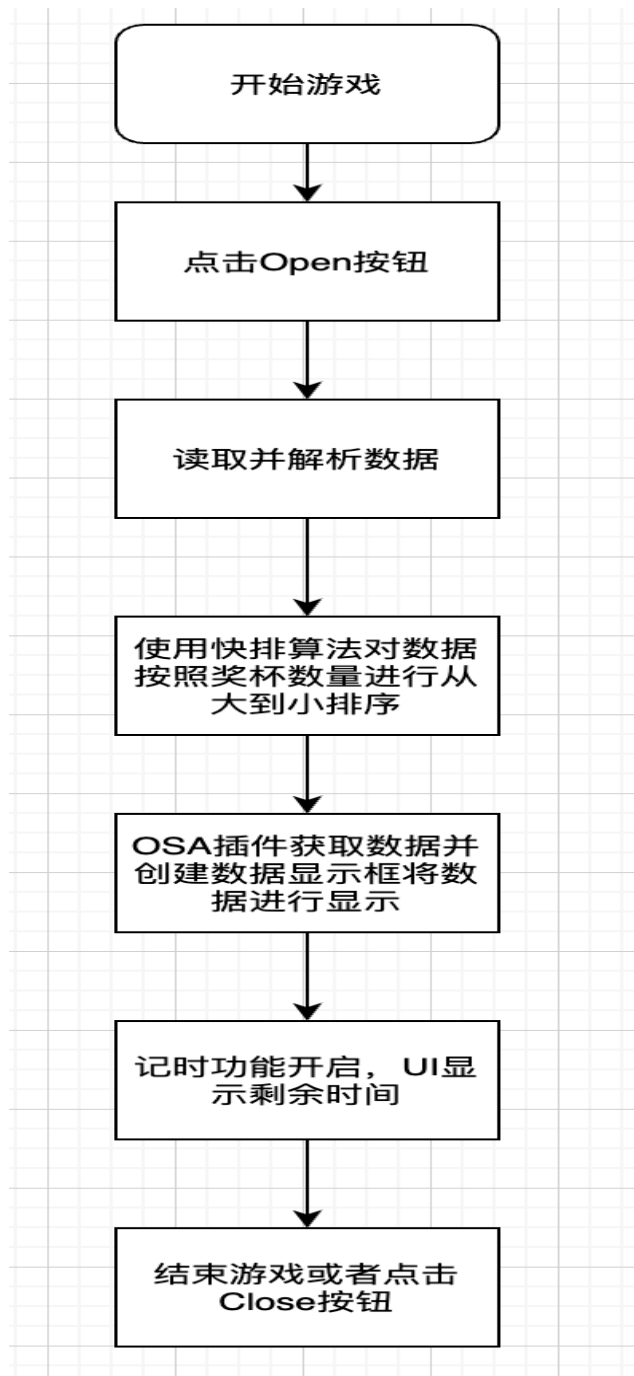 开始游戏
点击Open按钮
读取并解析数据
使用快排算法对数据
按照奖杯数量进行从
大到小排序
OSA插件获取数据并
创建数据显示框将数
据进行显示
记时功能开启，UI显
示剩余时间
结束游戏或者点击
Close按钮